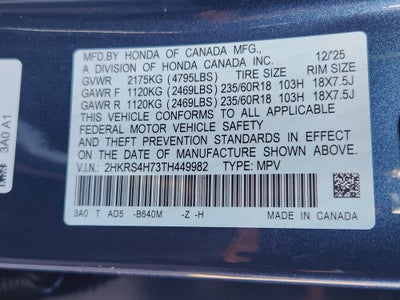 MFD.BY HONDA OF CANADA MFG.,
A DIVISION OF HONDA CANADA INC. 12/25
GVWR 2175KG (4795LBS) TIRE SIZE RIM SIZE
GAWR F 1120KG (2469LBS) 235/60R18 103H 18X7.5J
GAWR R 1120KG (2469LBS) 235/60R18 103H 18X7.5J
THIS VEHICLE CONFORMS TO ALL APPLICABLE
FEDERAL MOTOR VEHICLE SAFETY
AND THEFT PREVENTION STANDARDS IN EFFECT
ON THE DATE OF MANUFACTURE SHOWN ABOVE.
V.I.N.: 2HKRS4H73TH449982 TYPE: MPV
3A0 T AD5 -B640M -Z -H
3A0 A1